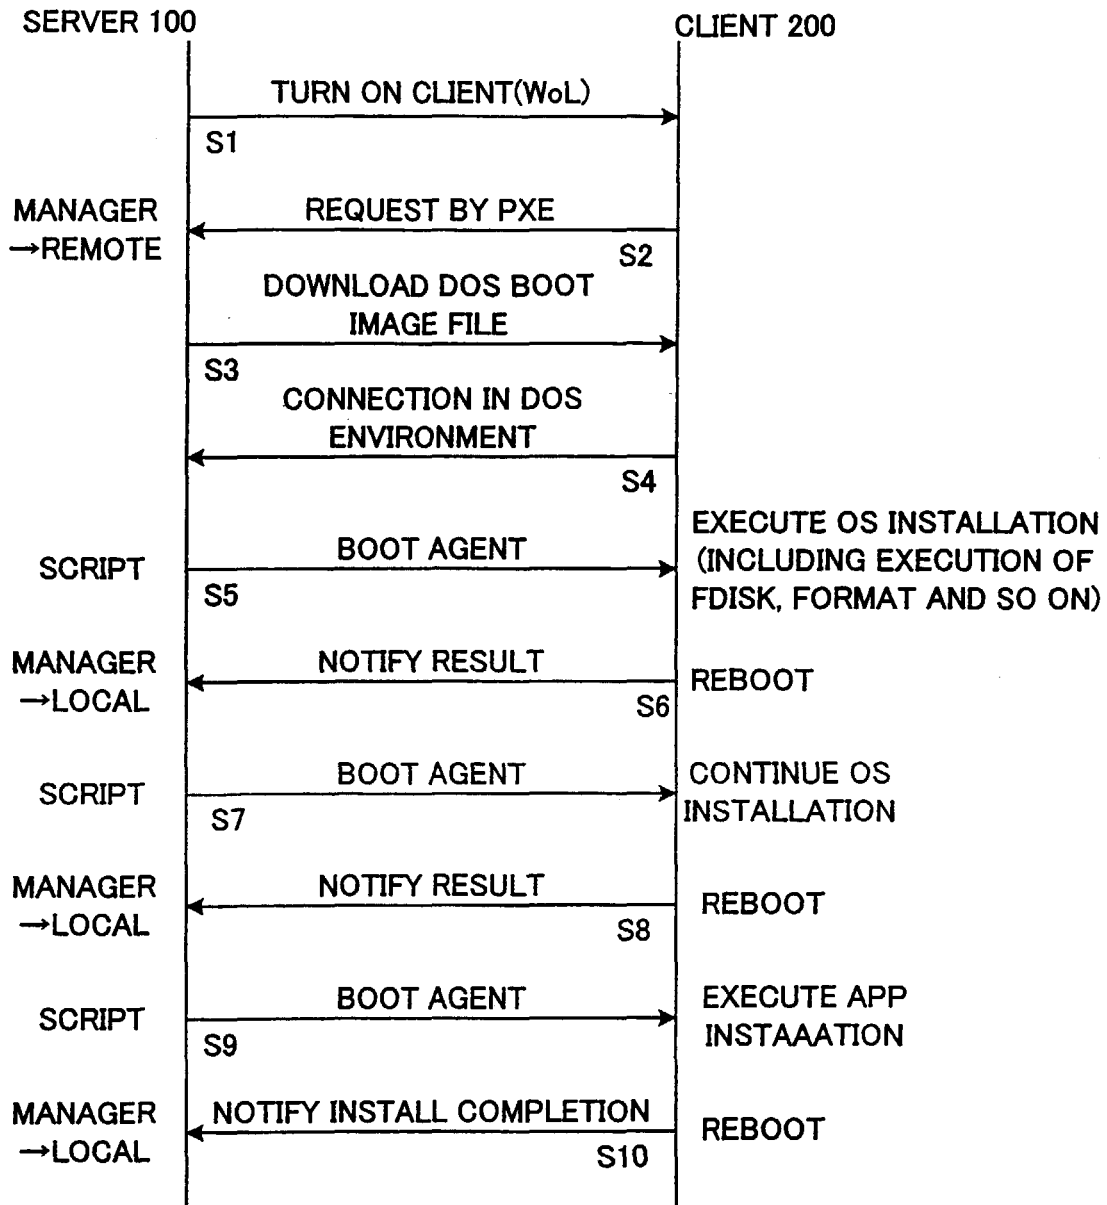 SERVER 100
CLIENT 200
TURN ON CLIENT(WoL)
S1
MANAGER
→REMOTE
REQUEST BY PXE
S2
DOWNLOAD DOS BOOT
IMAGE FILE
S3
CONNECTION IN DOS
ENVIRONMENT
S4
SCRIPT
BOOT AGENT
S5
EXECUTE OS INSTALLATION
(INCLUDING EXECUTION OF
FDISK, FORMAT AND SO ON)
MANAGER
→LOCAL
NOTIFY RESULT
S6
REBOOT
SCRIPT
BOOT AGENT
S7
CONTINUE OS
INSTALLATION
MANAGER
→LOCAL
NOTIFY RESULT
S8
REBOOT
SCRIPT
BOOT AGENT
S9
EXECUTE APP
INSTAAATION
MANAGER
→LOCAL
NOTIFY INSTALL COMPLETION
S10
REBOOT